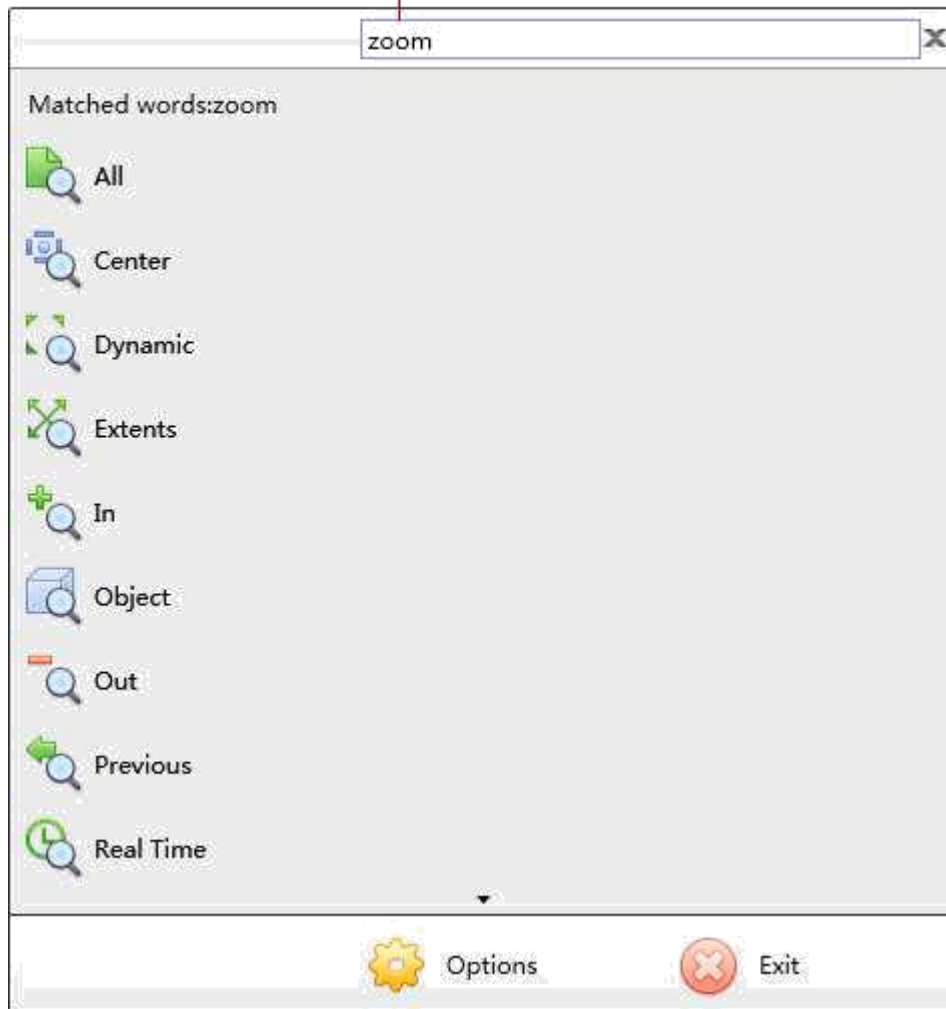 zoom
Matched words:zoom
All
Center
Dynamic
Extents
In
Object
Out
Previous
Real Time
Options Exit